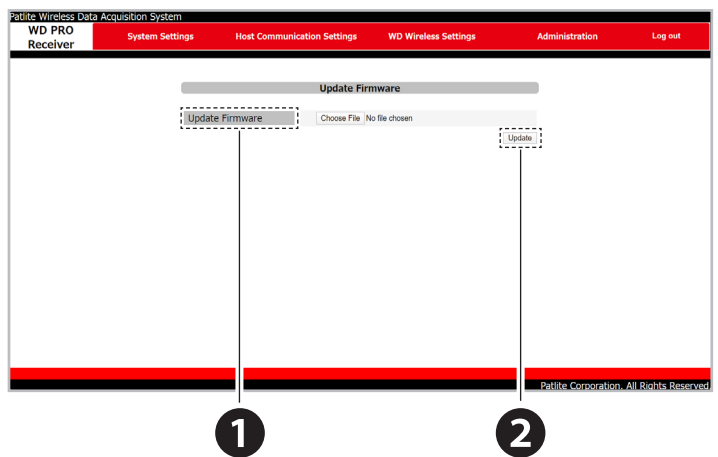 Patlite Wireless Data Acquisition System
WD PRO Receiver
System Settings
Host Communication Settings
WD Wireless Settings
Administration
Log out
Update Firmware
Update Firmware
Choose File No file chosen
Update
Patlite Corporation. All Rights Reserved
1
2